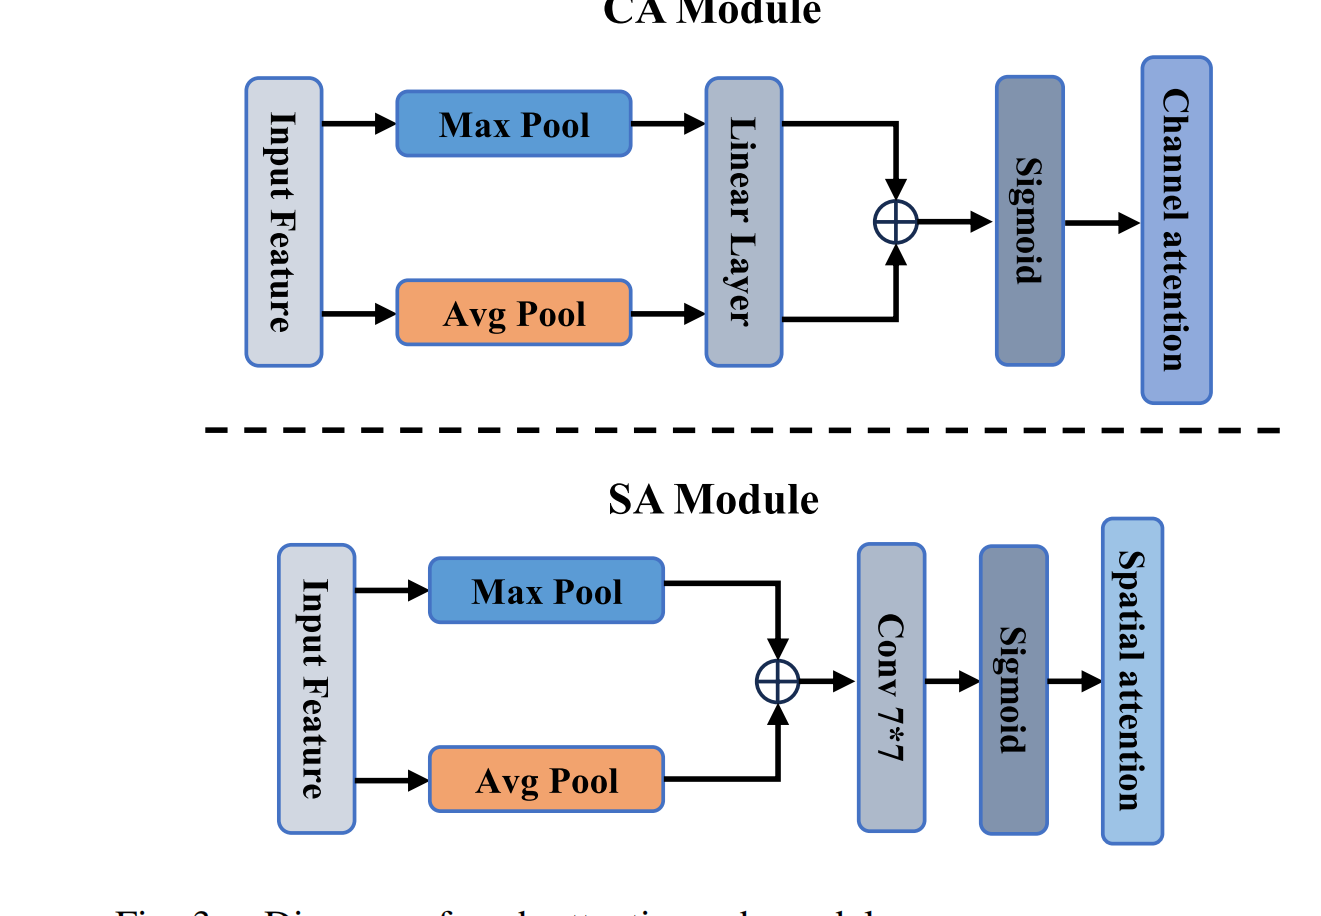 CA Module
Input Feature
Max Pool
Avg Pool
Linear Layer
Sigmoid
Channel attention
SA Module
Input Feature
Max Pool
Avg Pool
Conv 7*7
Sigmoid
Spatial attention